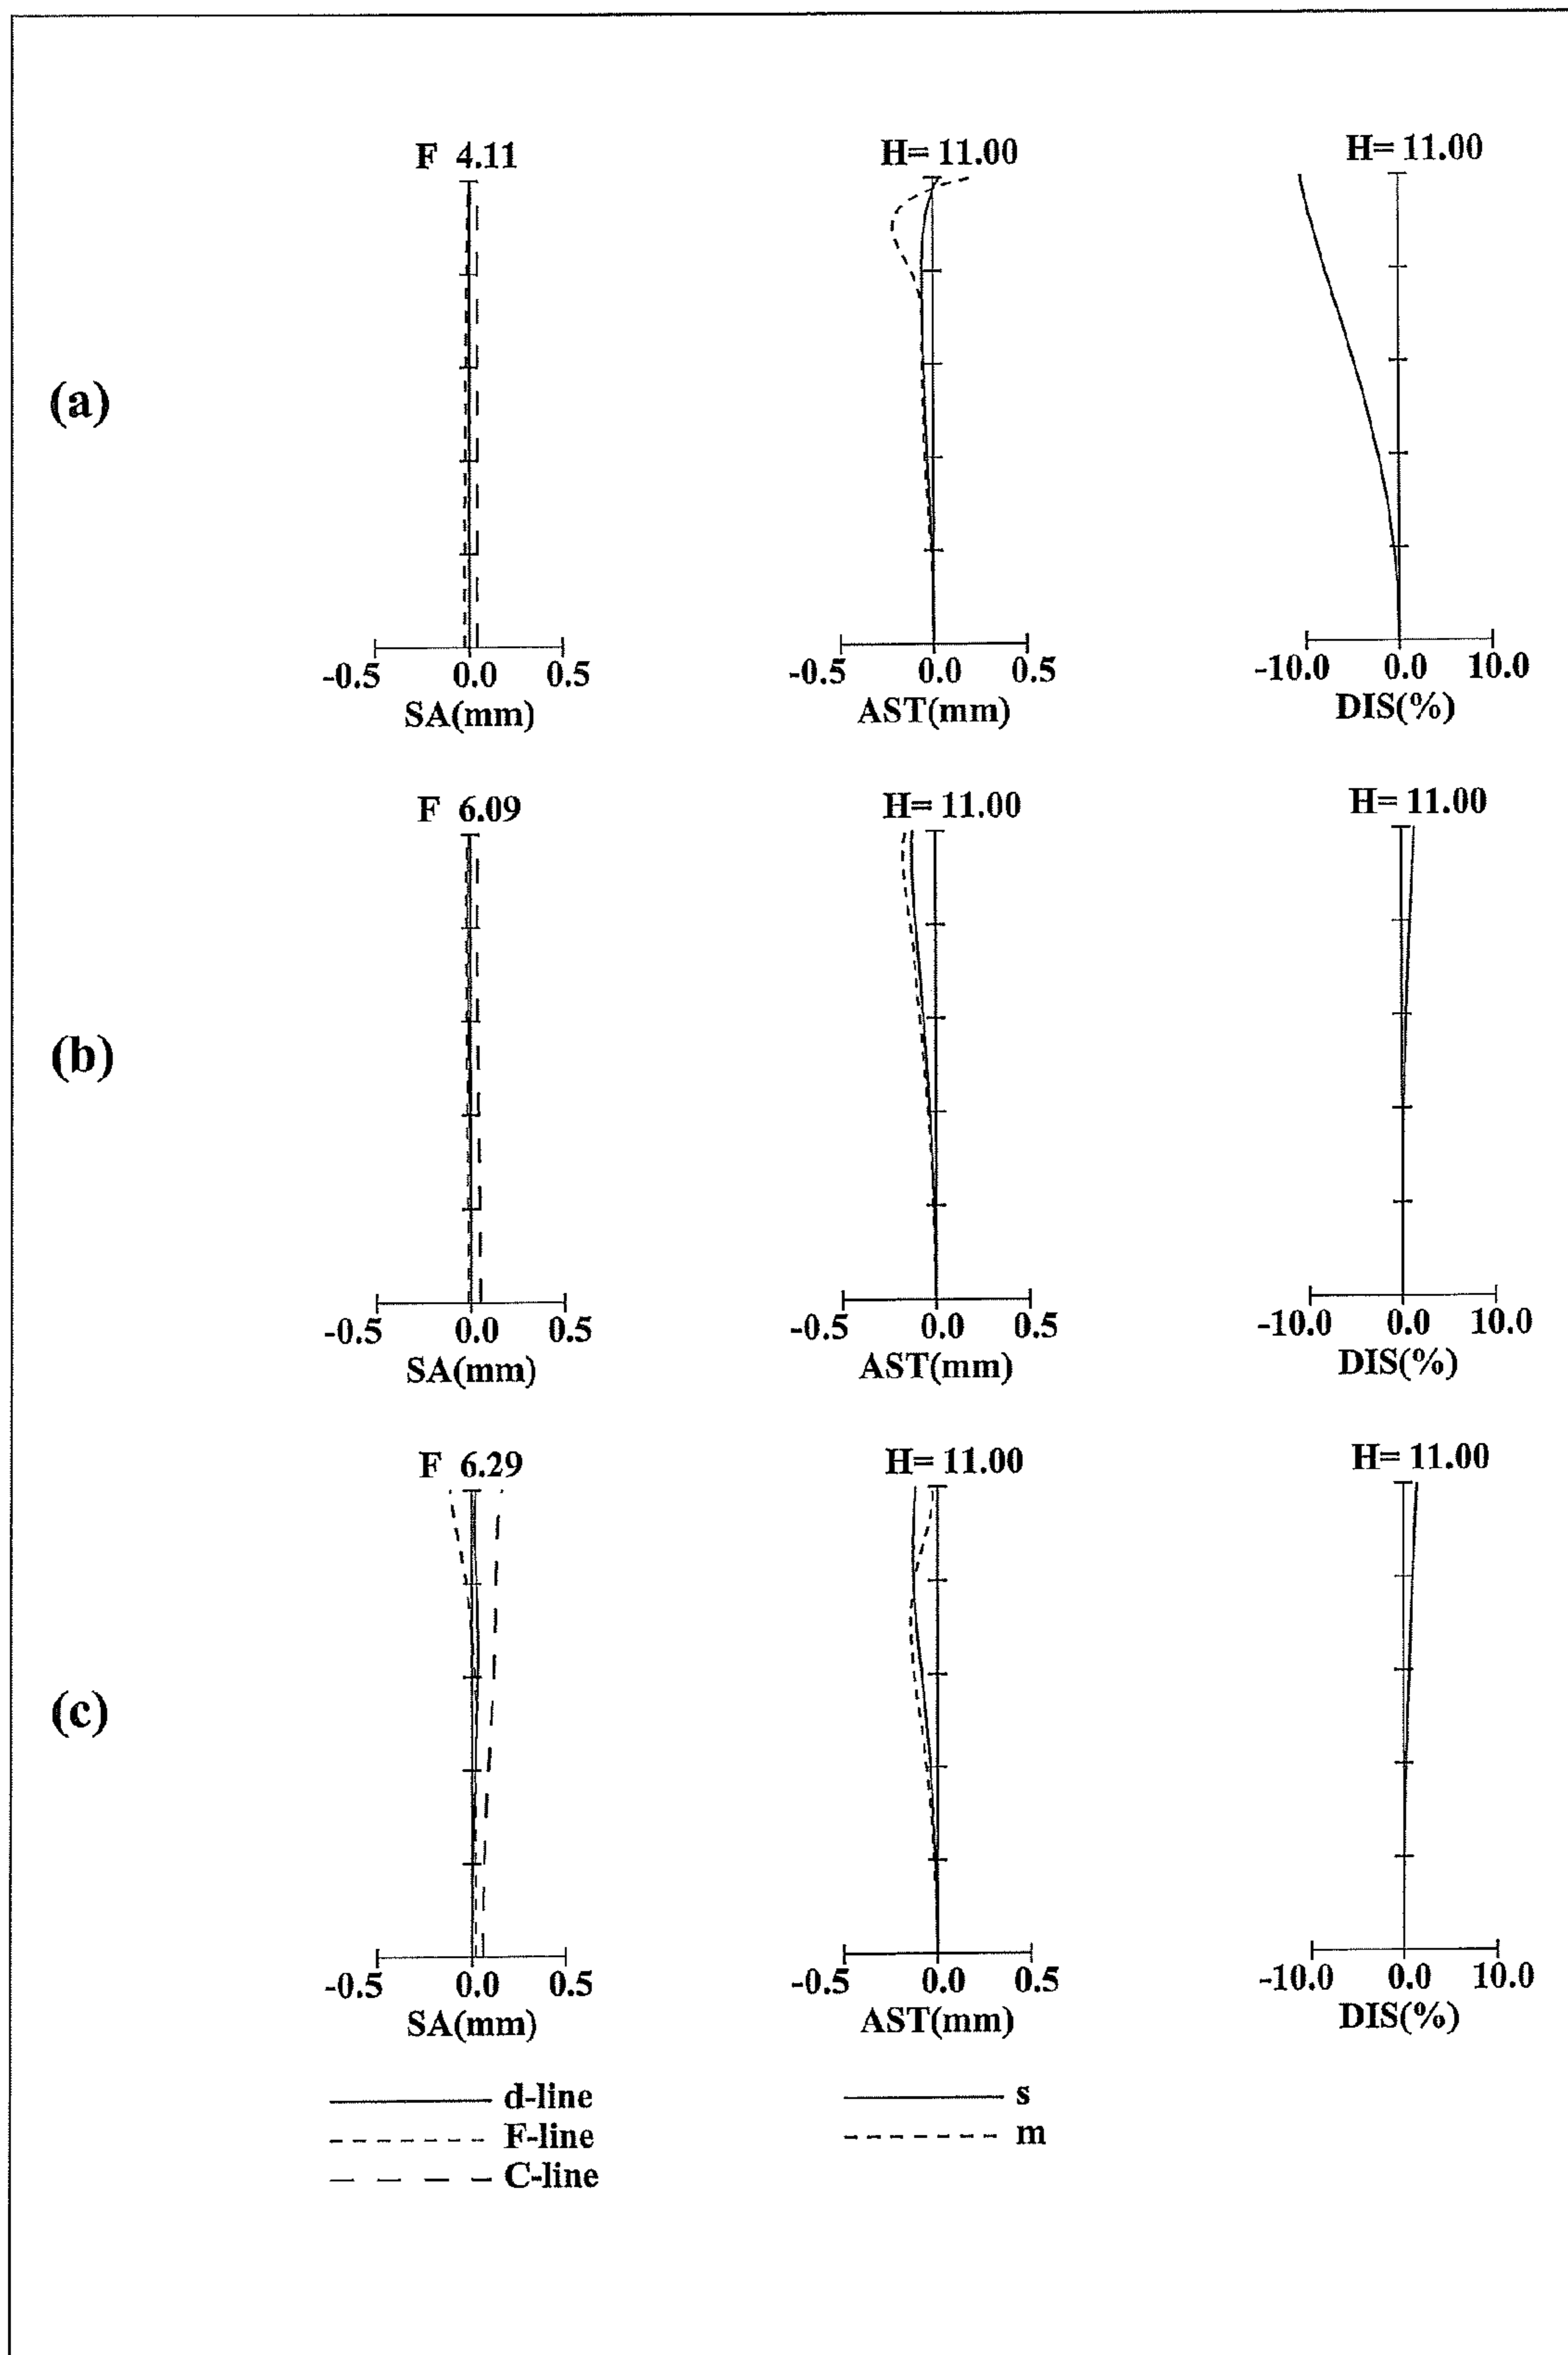 F 4.11
H= 11.00
H= 11.00
(a)
-0.5 0.0 0.5
SA(mm)
-0.5 0.0 0.5
AST(mm)
-10.0 0.0 10.0
DIS(%)
F 6.09
H= 11.00
H= 11.00
(b)
-0.5 0.0 0.5
SA(mm)
-0.5 0.0 0.5
AST(mm)
-10.0 0.0 10.0
DIS(%)
F 6.29
H= 11.00
H= 11.00
(c)
-0.5 0.0 0.5
SA(mm)
-0.5 0.0 0.5
AST(mm)
-10.0 0.0 10.0
DIS(%)
d-line
F-line
C-line
s
m